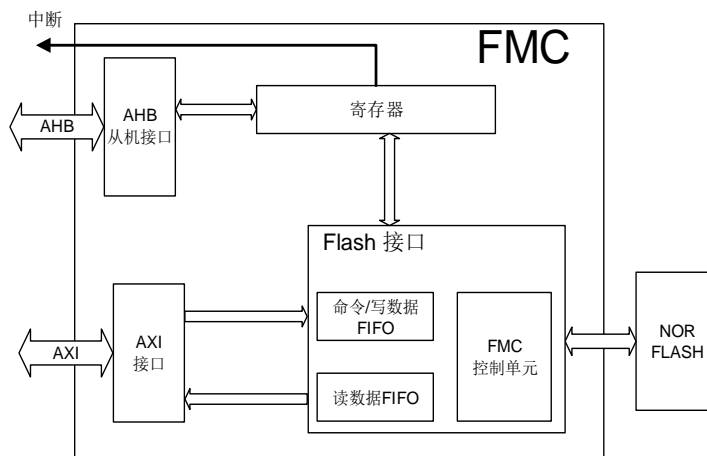 中断
FMC
AHB
AHB
从机接口
寄存器
Flash 接口
命令/写数据
FIFO
FMC
控制单元
NOR
FLASH
AXI
AXI
接口
读数据FIFO